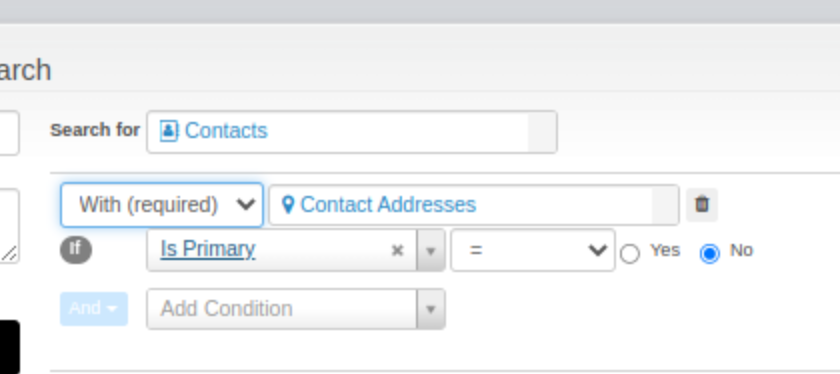 arch
Search for Contacts
With (required) Contact Addresses
If Is Primary × = Yes No
And Add Condition